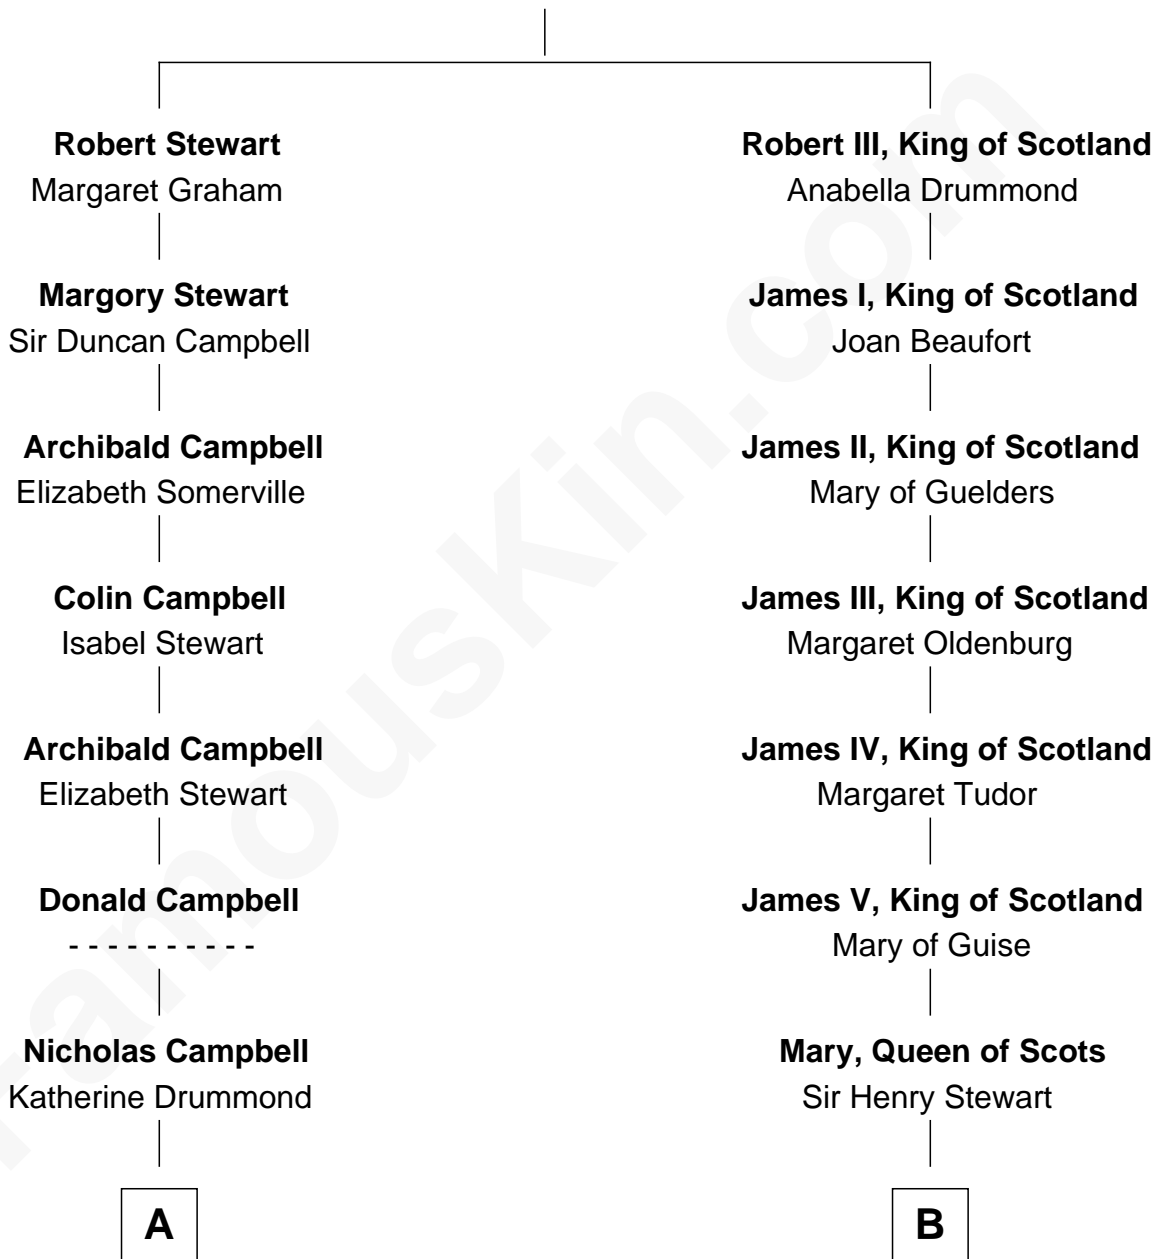 Robert Stewart
Margaret Graham
Margory Stewart
Sir Duncan Campbell
Archibald Campbell
Elizabeth Somerville
Colin Campbell
Isabel Stewart
Archibald Campbell
Elizabeth Stewart
Donald Campbell
- - - - - - - - - -
Nicholas Campbell
Katherine Drummond
A
Robert III, King of Scotland
Anabella Drummond
James I, King of Scotland
Joan Beaufort
James II, King of Scotland
Mary of Guelders
James III, King of Scotland
Margaret Oldenburg
James IV, King of Scotland
Margaret Tudor
James V, King of Scotland
Mary of Guise
Mary, Queen of Scots
Sir Henry Stewart
B
famouskin.com